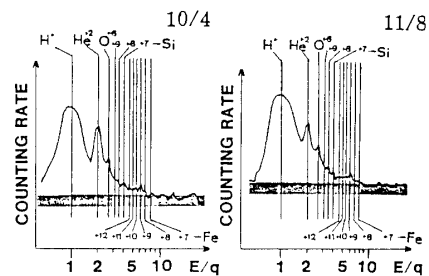 10/4
H⁺ He⁺² O⁺⁶ +9 +8 +7 –Si
COUNTING RATE
+12 +11 +10 +9 +8 +7 –Fe
1 2 5 10 E/q
11/8
H⁺ He⁺² O⁺⁶ +9 +8 +7 –Si
COUNTING RATE
+12 +11 +10 +9 +8 +7 –Fe
1 2 5 10 E/q